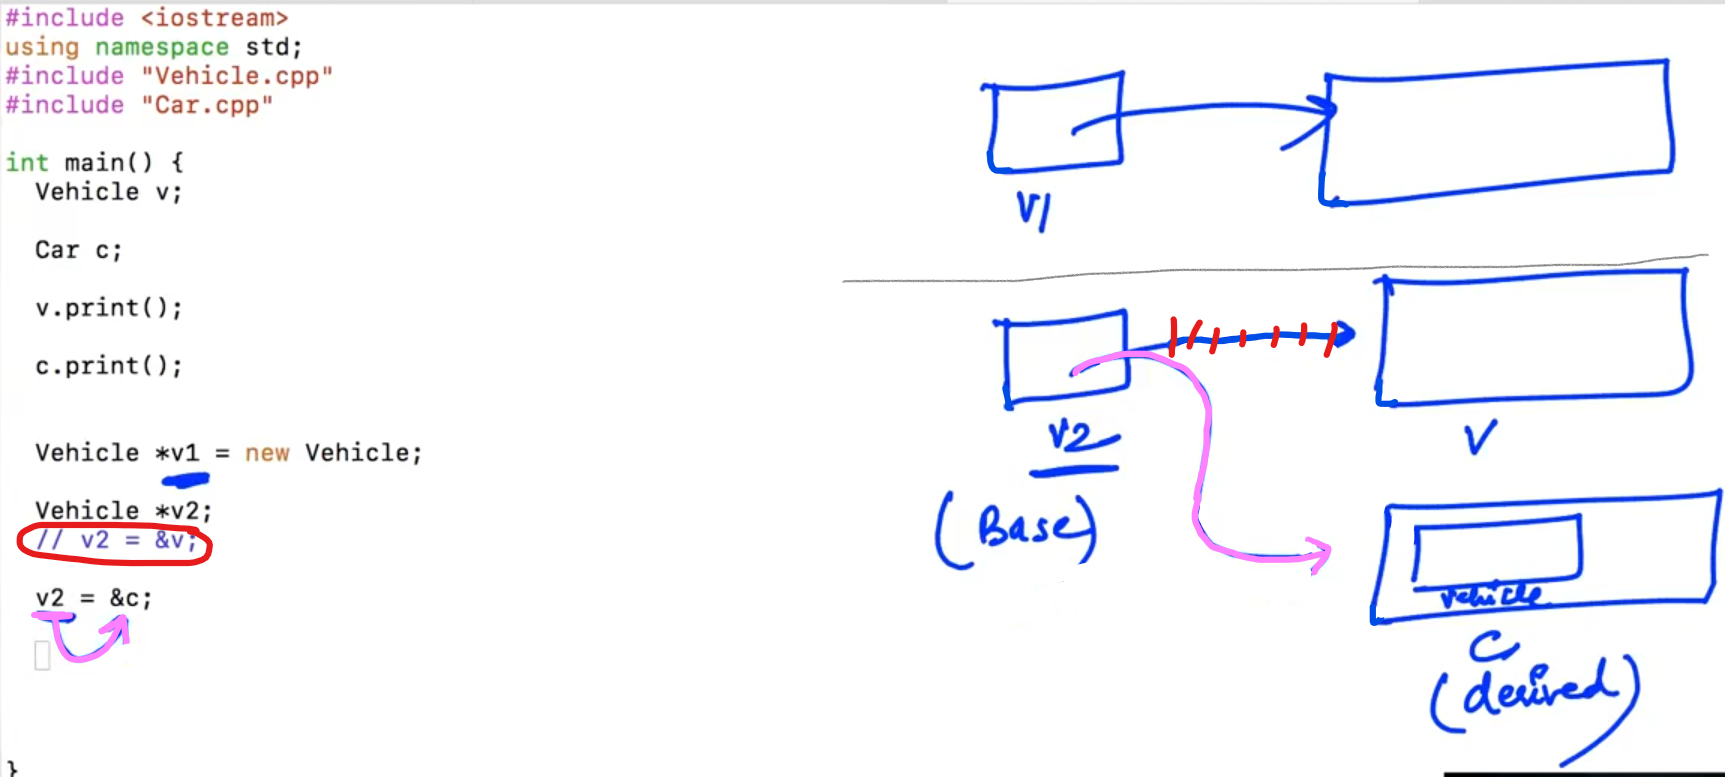 #include <iostream>
using namespace std;
#include "Vehicle.cpp"
#include "Car.cpp"
int main() {
Vehicle v;
Car c;
v.print();
c.print();
Vehicle *v1 = new Vehicle;
Vehicle *v2;
// v2 = &v;
v2 = &c;
}
V1
V2
(Base)
V
vehicle
C
(derived)